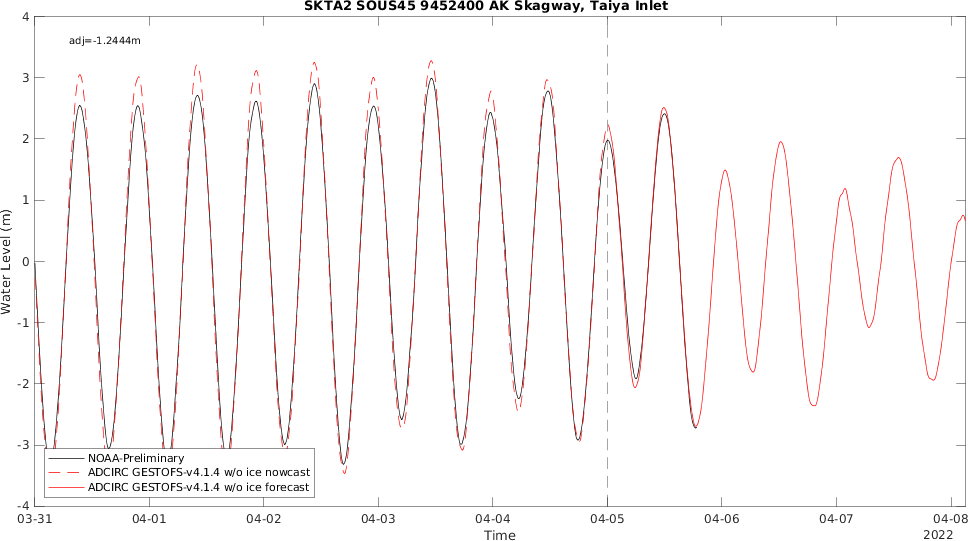 SKTA2 SOUS45 9452400 AK Skagway, Taiya Inlet
adj=-1.2444m
4
3
2
1
0
-1
-2
-3
-4
Water Level (m)
NOAA-Preliminary
ADCIRC GESTOFS-v4.1.4 w/o ice nowcast
ADCIRC GESTOFS-v4.1.4 w/o ice forecast
03-31 04-01 04-02 04-03 04-04 04-05 04-06 04-07 04-08
Time
2022